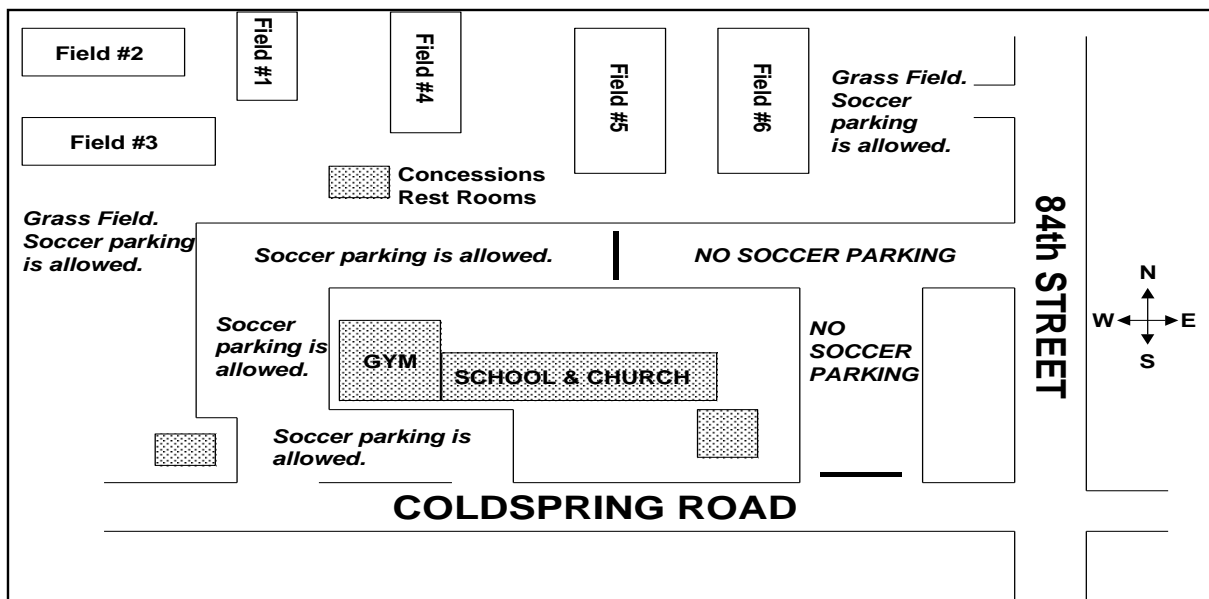 Field #2
Field #1
Field #4
Field #5
Field #6
Grass Field.
Soccer
parking
is allowed.
Field #3
Concessions
Rest Rooms
Grass Field.
Soccer parking
is allowed.
Soccer parking is allowed.
NO SOCCER PARKING
84th STREET
N
W
E
S
Soccer
parking is
allowed.
GYM
SCHOOL & CHURCH
NO
SOCCER
PARKING
Soccer parking is
allowed.
COLDSPRING ROAD